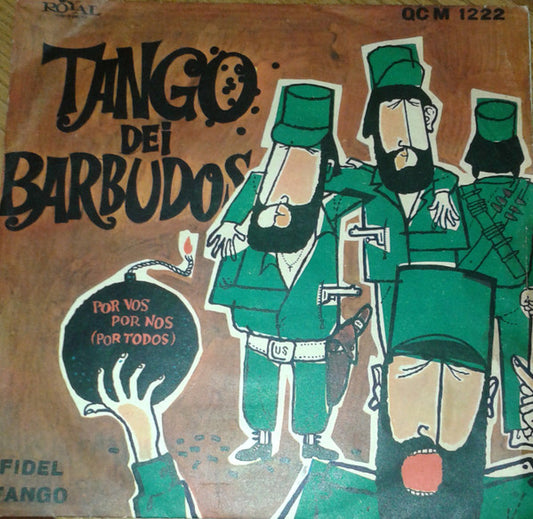 ROYAL
QCM 1222
TANGO
DEI
BARBUDOS
POR VOS
POR NOS
(POR TODOS)
US
FIDEL
TANGO